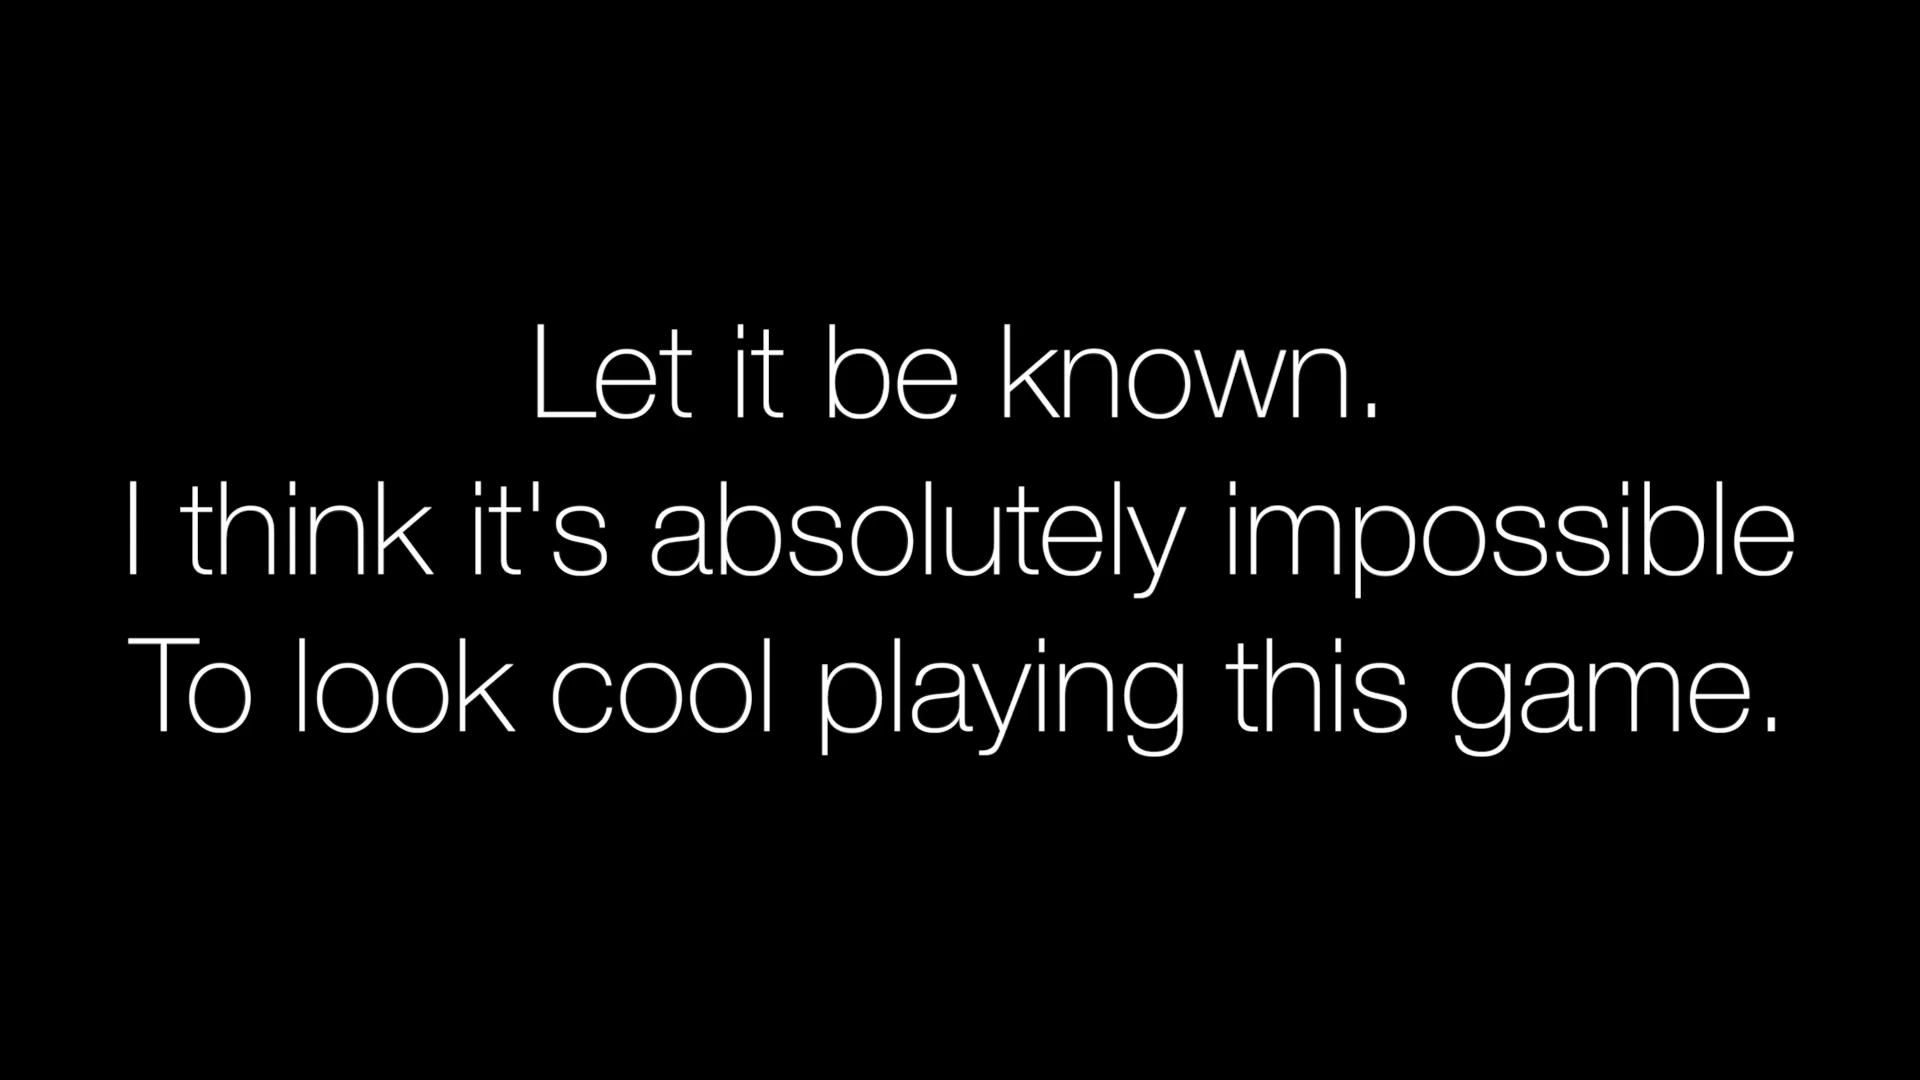 Let it be known.
I think it's absolutely impossible
To look cool playing this game.